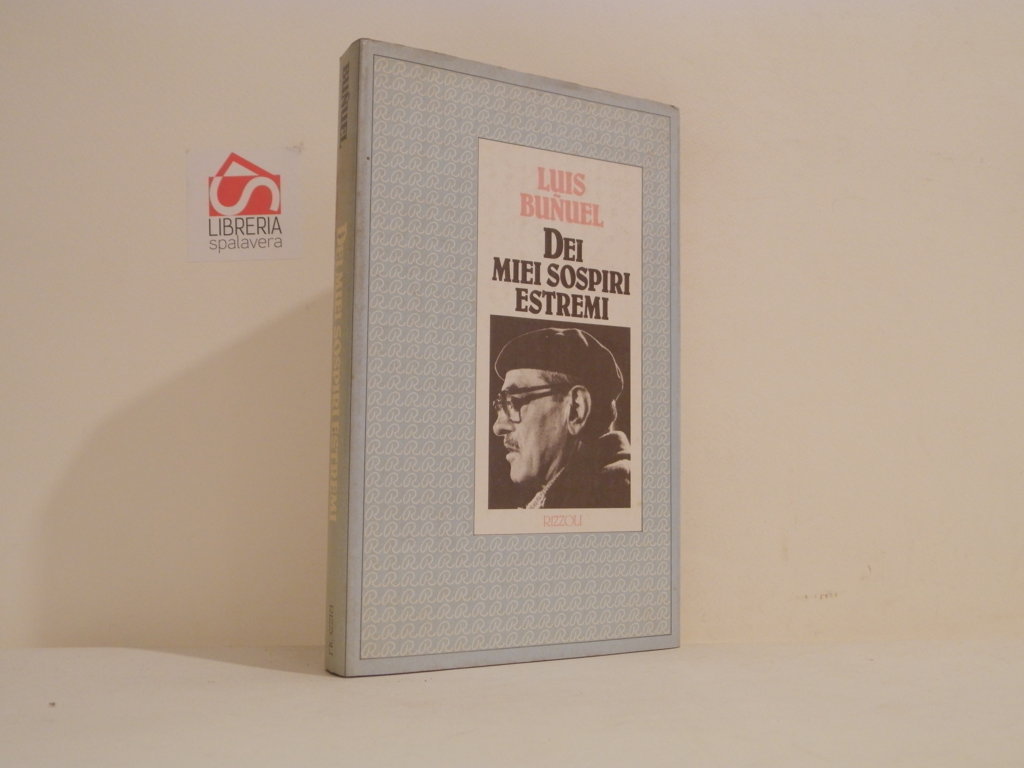 LIBRERIA
spalavera
BUÑUEL
DEI MIEI SOSPIRI ESTREMI
LUIS
BUÑUEL
DEI
MIEI SOSPIRI
ESTREMI
RIZZOLI